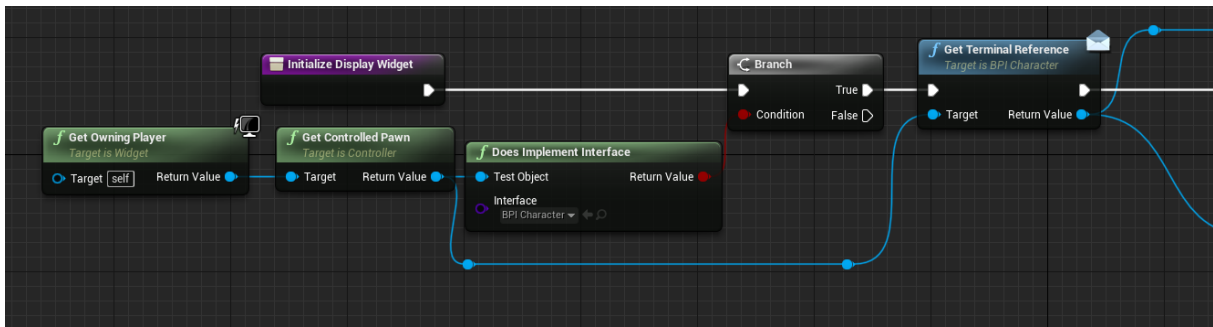 Initialize Display Widget
Get Owning Player
Target is Widget
Target self
Return Value
Get Controlled Pawn
Target is Controller
Target
Return Value
Does Implement Interface
Test Object
Return Value
Interface
BPI Character
Branch
True
Condition
False
Get Terminal Reference
Target is BPI Character
Target
Return Value